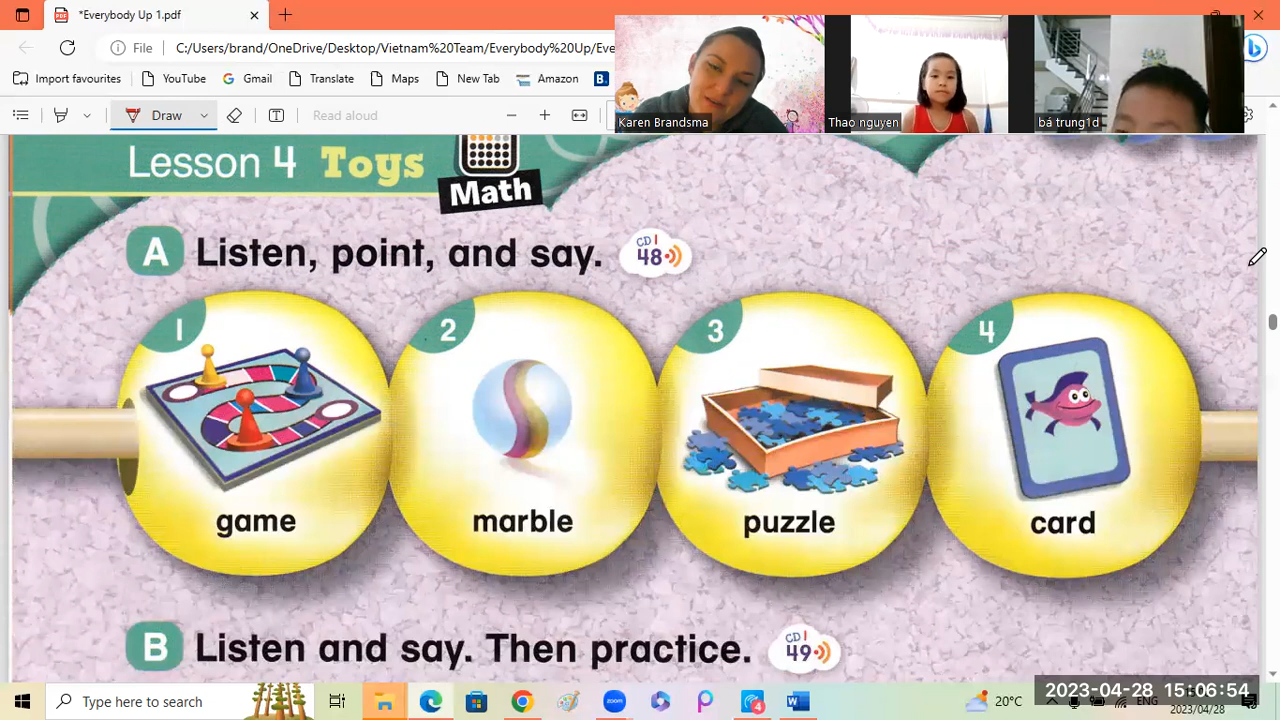 *Everybody Up 1.pdf
File
C:/Users/brams/OneDrive/Desktop/Vietnam%20Team/Everybody%20Up/Eve
Import favourites
YouTube
Gmail
Translate
Maps
New Tab
Amazon
B.
Draw
Read aloud
Karen Brandsma
Thao nguyen
bá trung1d
Lesson 4 Toys
Math
A Listen, point, and say. CD 1 48
1
2
3
4
game
marble
puzzle
card
B Listen and say. Then practice. CD 1 49
Type here to search
zoom
4
20°C
ENG
2023/04/28
2023-04-28 15:06:54